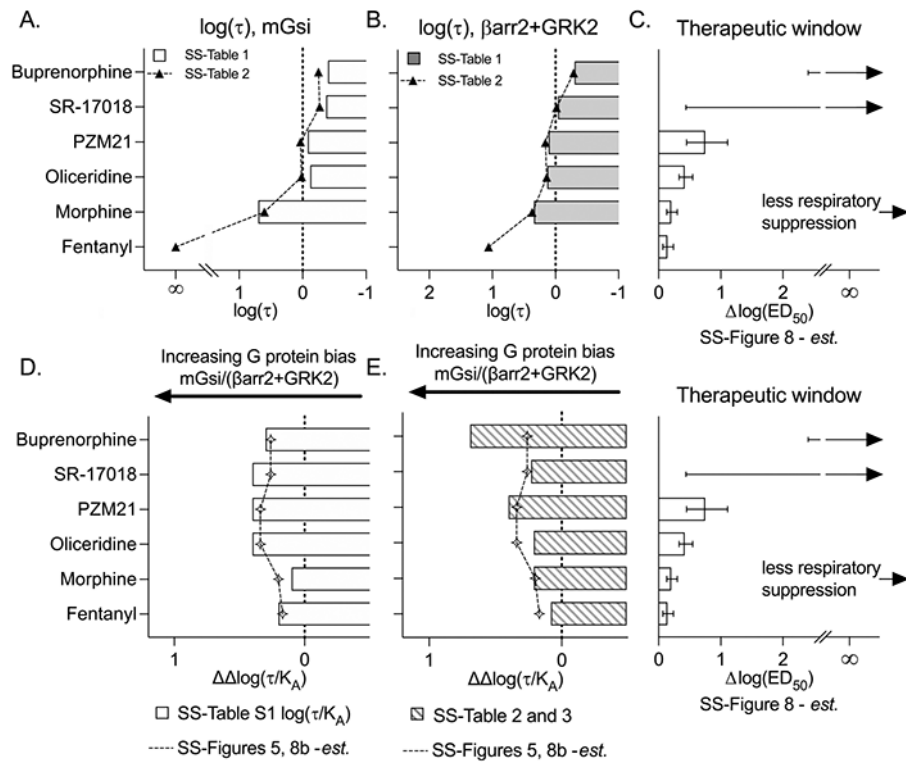 A.
log(τ), mGsi
SS-Table 1
SS-Table 2
Buprenorphine
SR-17018
PZM21
Oliceridine
Morphine
Fentanyl
∞ 1 0 -1
log(τ)
B.
log(τ), βarr2+GRK2
SS-Table 1
SS-Table 2
2 1 0 -1
log(τ)
C.
Therapeutic window
less respiratory
suppression
0 1 2 ∞
Δlog(ED50)
SS-Figure 8 - est.
D.
Increasing G protein bias
mGsi/(βarr2+GRK2)
Buprenorphine
SR-17018
PZM21
Oliceridine
Morphine
Fentanyl
1 0
ΔΔlog(τ/KA)
SS-Table S1 log(τ/KA)
SS-Figures 5, 8b -est.
E.
Increasing G protein bias
mGsi/(βarr2+GRK2)
1 0
ΔΔlog(τ/KA)
SS-Table 2 and 3
SS-Figures 5, 8b -est.
Therapeutic window
less respiratory
suppression
0 1 2 ∞
Δlog(ED50)
SS-Figure 8 - est.